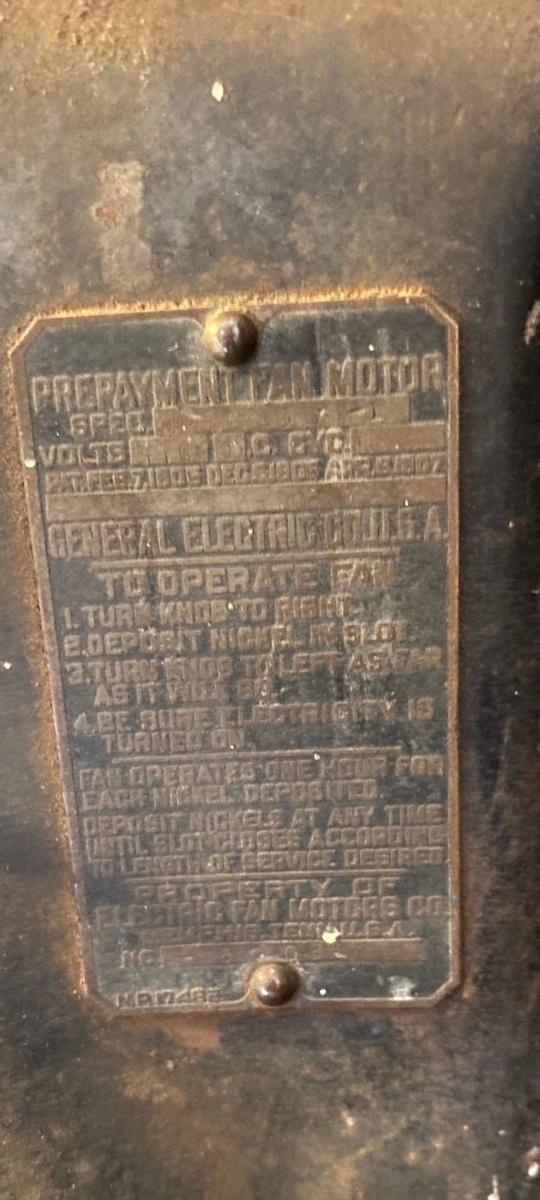 PREPAYMENT FAN MOTOR
SPEC.
VOLTS D.C. CYCL
PAT. FEB. 7, 1905 DEC. 5, 1905 APR. 9, 1907
GENERAL ELECTRIC CO. U.S.A.
TO OPERATE FAN
1. TURN KNOB TO RIGHT.
2. DEPOSIT NICKEL IN SLOT.
3. TURN KNOB TO LEFT AS FAR
AS IT WILL GO.
4. BE SURE ELECTRICITY IS
TURNED ON.
FAN OPERATES ONE HOUR FOR
EACH NICKEL DEPOSITED.
DEPOSIT NICKELS AT ANY TIME
UNTIL SLOT CLOSES ACCORDING
TO LENGTH OF SERVICE DESIRED
PROPERTY OF
ELECTRIC FAN MOTORS CO.
MEMPHIS, TENN. U.S.A.
NO.
N.P. 17482